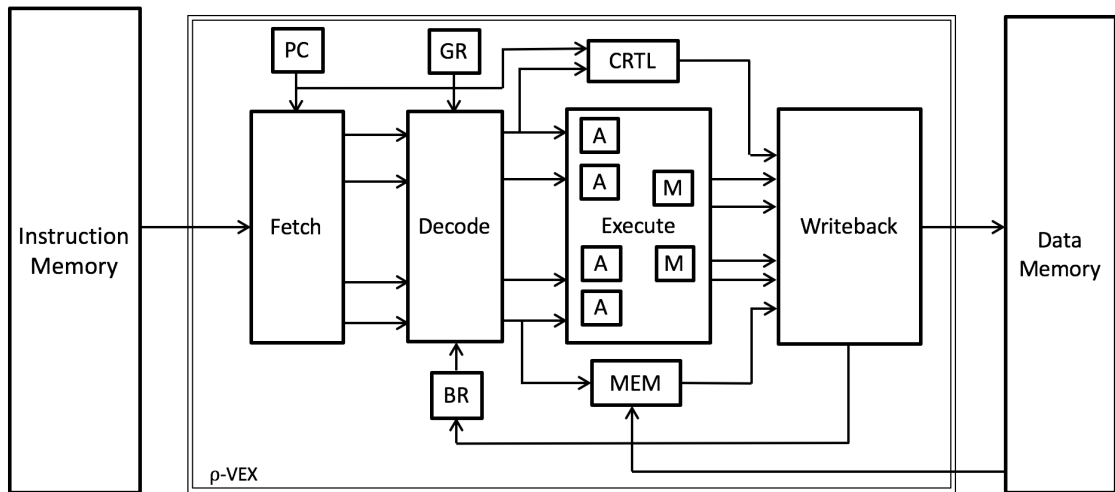 PC
GR
CRTL
A
A
M
Instruction
Memory
Fetch
Decode
Execute
Writeback
Data
Memory
A
M
A
BR
MEM
ρ-VEX